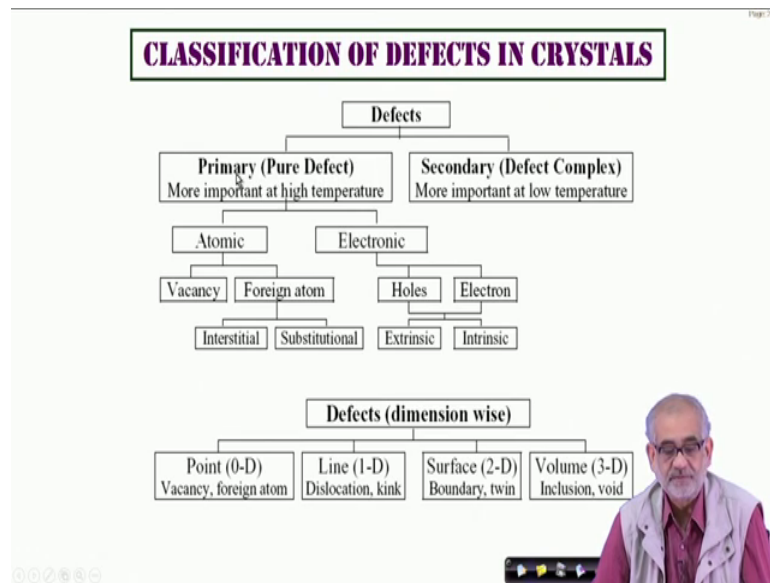 CLASSIFICATION OF DEFECTS IN CRYSTALS
Defects
Primary (Pure Defect)
More important at high temperature
Secondary (Defect Complex)
More important at low temperature
Atomic
Electronic
Vacancy
Foreign atom
Holes
Electron
Interstitial
Substitutional
Extrinsic
Intrinsic
Defects (dimension wise)
Point (0-D)
Vacancy, foreign atom
Line (1-D)
Dislocation, kink
Surface (2-D)
Boundary, twin
Volume (3-D)
Inclusion, void